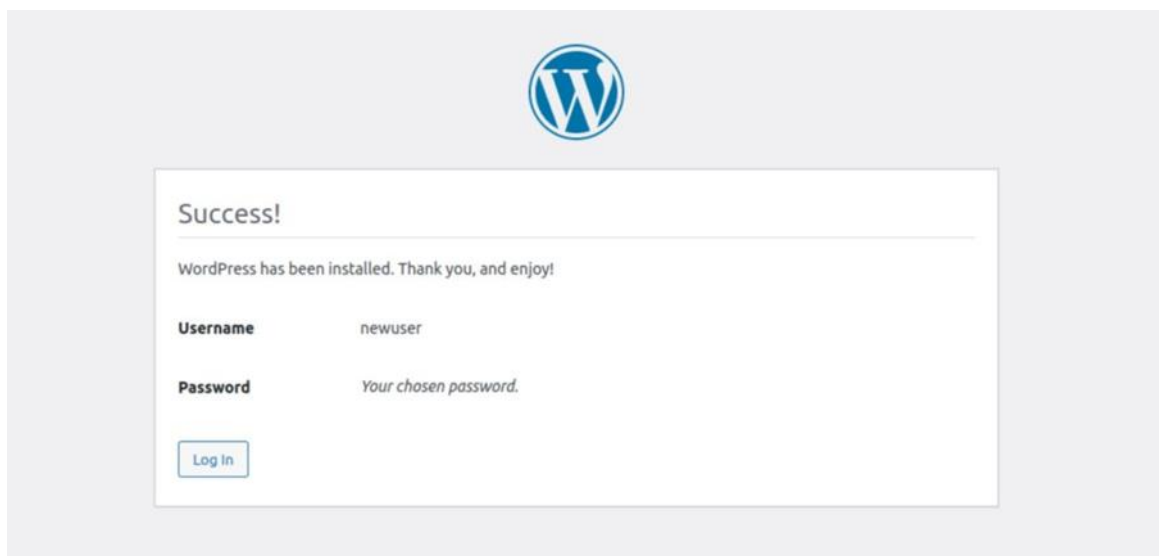 Success!
WordPress has been installed. Thank you, and enjoy!
Username newuser
Password Your chosen password.
Log In